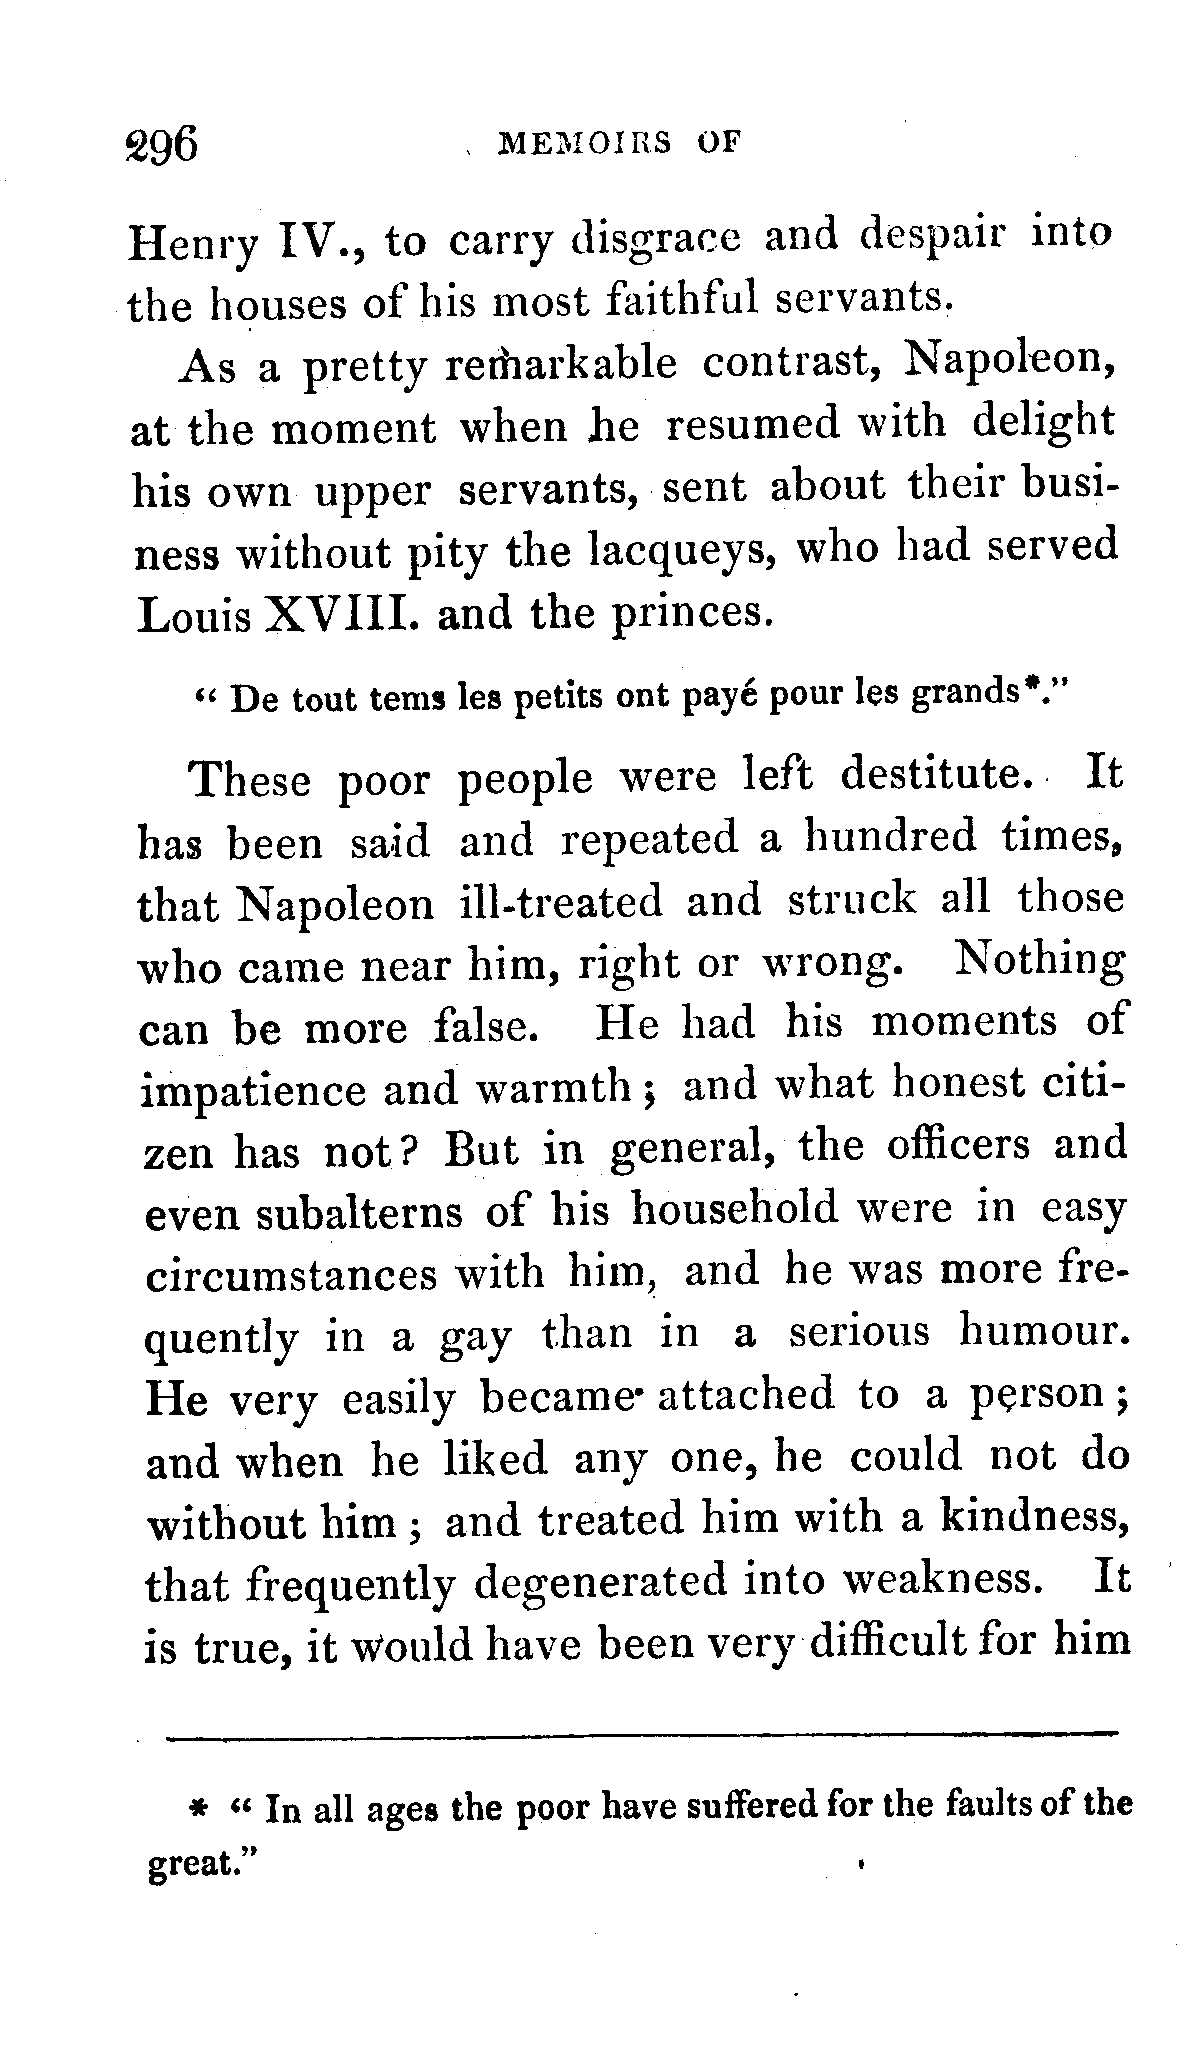 296 MEMOIRS OF
Henry IV., to carry disgrace and despair into
the houses of his most faithful servants.
As a pretty remarkable contrast, Napoleon,
at the moment when he resumed with delight
his own upper servants, sent about their busi-
ness without pity the lacqueys, who had served
Louis XVIII. and the princes.
“ De tout tems les petits ont payé pour les grands*.”
These poor people were left destitute. It
has been said and repeated a hundred times,
that Napoleon ill-treated and struck all those
who came near him, right or wrong. Nothing
can be more false. He had his moments of
impatience and warmth ; and what honest citi-
zen has not ? But in general, the officers and
even subalterns of his household were in easy
circumstances with him, and he was more fre-
quently in a gay than in a serious humour.
He very easily became attached to a person ;
and when he liked any one, he could not do
without him ; and treated him with a kindness,
that frequently degenerated into weakness. It
is true, it would have been very difficult for him
* “ In all ages the poor have suffered for the faults of the
great.”